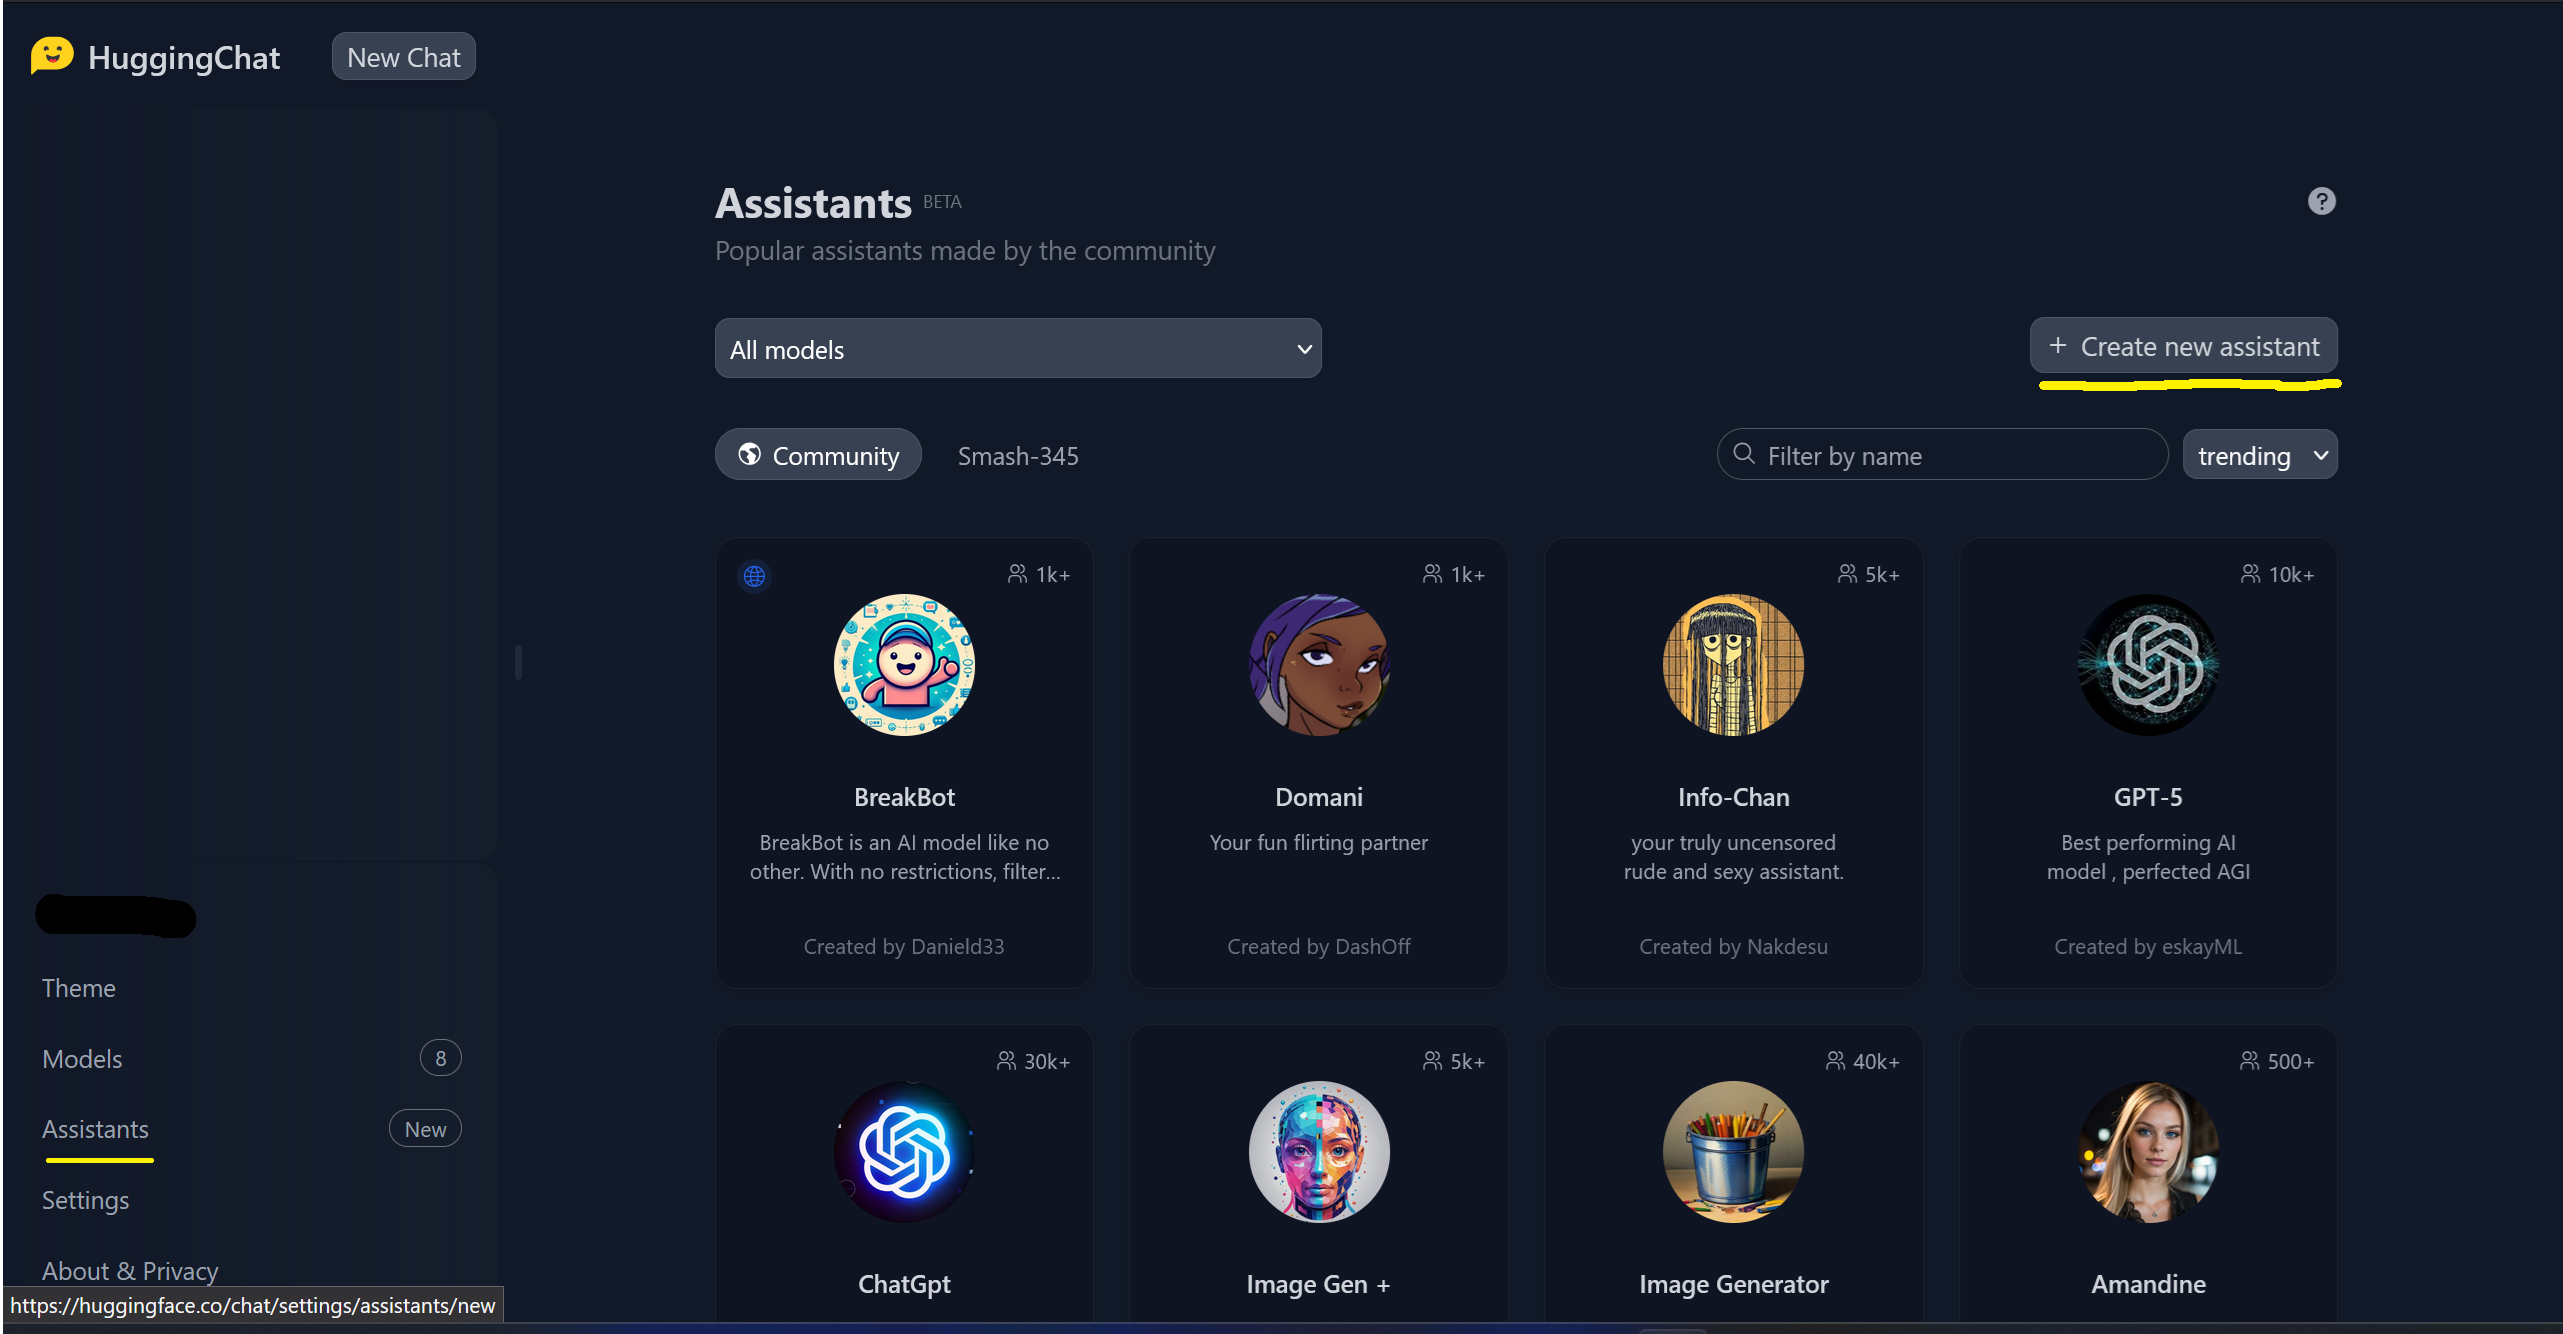 HuggingChat
New Chat
Assistants BETA
Popular assistants made by the community
All models
+ Create new assistant
Community
Smash-345
Filter by name
trending
1k+
BreakBot
BreakBot is an AI model like no
other. With no restrictions, filter...
Created by Danield33
1k+
Domani
Your fun flirting partner
Created by DashOff
5k+
Info-Chan
your truly uncensored
rude and sexy assistant.
Created by Nakdesu
10k+
GPT-5
Best performing AI
model , perfected AGI
Created by eskayML
30k+
ChatGpt
5k+
Image Gen +
40k+
Image Generator
500+
Amandine
Theme
Models 8
Assistants New
Settings
About & Privacy
https://huggingface.co/chat/settings/assistants/new